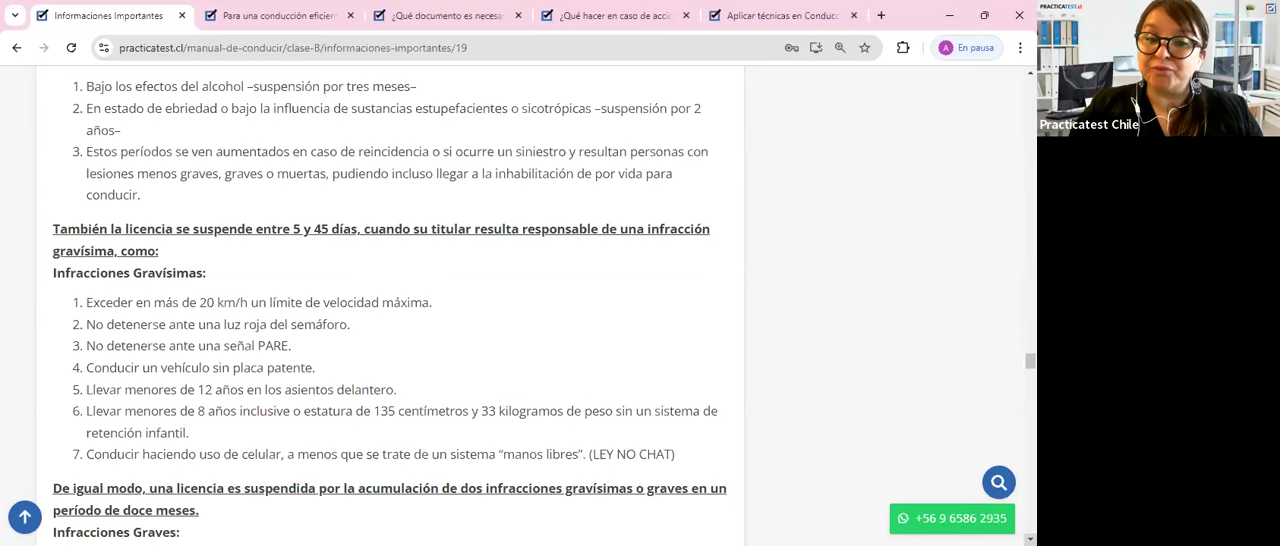 Informaciones Importantes
Para una conducción eficien
¿Qué documento es necesa
¿Qué hacer en caso de acci
Aplicar técnicas en Conducc
practicatest.cl/manual-de-conducir/clase-B/informaciones-importantes/19
A En pausa
1. Bajo los efectos del alcohol –suspensión por tres meses–
2. En estado de ebriedad o bajo la influencia de sustancias estupefacientes o sicotrópicas –suspensión por 2
años–
3. Estos períodos se ven aumentados en caso de reincidencia o si ocurre un siniestro y resultan personas con
lesiones menos graves, graves o muertas, pudiendo incluso llegar a la inhabilitación de por vida para
conducir.
También la licencia se suspende entre 5 y 45 días, cuando su titular resulta responsable de una infracción
gravísima, como:
Infracciones Gravísimas:
1. Exceder en más de 20 km/h un límite de velocidad máxima.
2. No detenerse ante una luz roja del semáforo.
3. No detenerse ante una señal PARE.
4. Conducir un vehículo sin placa patente.
5. Llevar menores de 12 años en los asientos delantero.
6. Llevar menores de 8 años inclusive o estatura de 135 centímetros y 33 kilogramos de peso sin un sistema de
retención infantil.
7. Conducir haciendo uso de celular, a menos que se trate de un sistema “manos libres”. (LEY NO CHAT)
De igual modo, una licencia es suspendida por la acumulación de dos infracciones gravísimas o graves en un
período de doce meses.
Infracciones Graves:
+56 9 6586 2935
PRACTICATEST.cl
Practicatest Chile